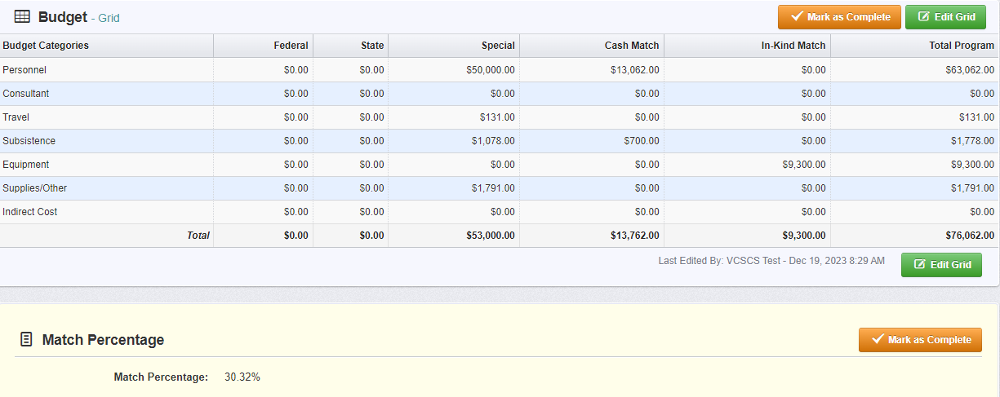 Budget - Grid Mark as Complete Edit Grid
Budget Categories Federal State Special Cash Match In-Kind Match Total Program
Personnel $0.00 $0.00 $50,000.00 $13,062.00 $0.00 $63,062.00
Consultant $0.00 $0.00 $0.00 $0.00 $0.00 $0.00
Travel $0.00 $0.00 $131.00 $0.00 $0.00 $131.00
Subsistence $0.00 $0.00 $1,078.00 $700.00 $0.00 $1,778.00
Equipment $0.00 $0.00 $0.00 $0.00 $9,300.00 $9,300.00
Supplies/Other $0.00 $0.00 $1,791.00 $0.00 $0.00 $1,791.00
Indirect Cost $0.00 $0.00 $0.00 $0.00 $0.00 $0.00
Total $0.00 $0.00 $53,000.00 $13,762.00 $9,300.00 $76,062.00
Last Edited By: VCSCS Test - Dec 19, 2023 8:29 AM Edit Grid
Match Percentage Mark as Complete
Match Percentage: 30.32%